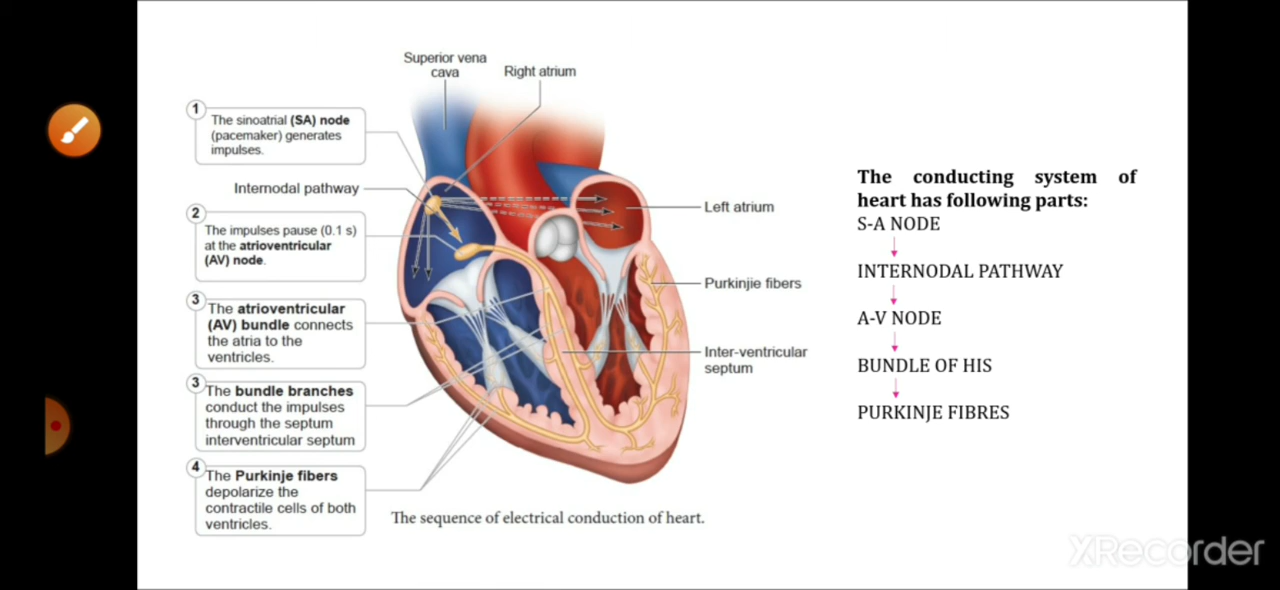 Superior vena
cava
Right atrium
1
The sinoatrial (SA) node
(pacemaker) generates
impulses.
Internodal pathway
2
The impulses pause (0.1 s)
at the atrioventricular
(AV) node.
3
The atrioventricular
(AV) bundle connects
the atria to the
ventricles.
3
The bundle branches
conduct the impulses
through the septum
interventricular septum
4
The Purkinje fibers
depolarize the
contractile cells of both
ventricles.
Left atrium
Purkinjie fibers
Inter-ventricular
septum
The sequence of electrical conduction of heart.
The conducting system of
heart has following parts:
S-A NODE
INTERNODAL PATHWAY
A-V NODE
BUNDLE OF HIS
PURKINJE FIBRES
XRecorder